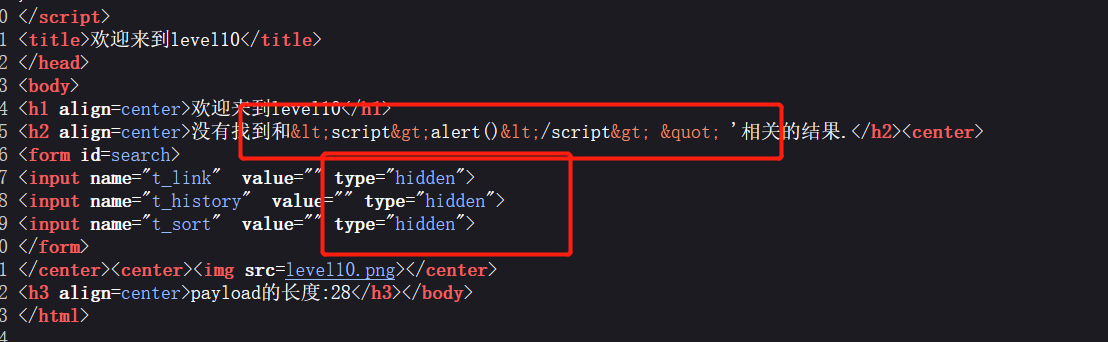 0 </script>
1 <title>欢迎来到level10</title>
2 </head>
3 <body>
4 <h1 align=center>欢迎来到level10</h1>
5 <h2 align=center>没有找到和&lt;script&gt;alert()&lt;/script&gt; &quot; '相关的结果.</h2><center>
6 <form id=search>
7 <input name="t_link"  value="" type="hidden">
8 <input name="t_history"  value="" type="hidden">
9 <input name="t_sort"  value="" type="hidden">
0 </form>
1 </center><center><img src=level10.png></center>
2 <h3 align=center>payload的长度:28</h3></body>
3 </html>
4